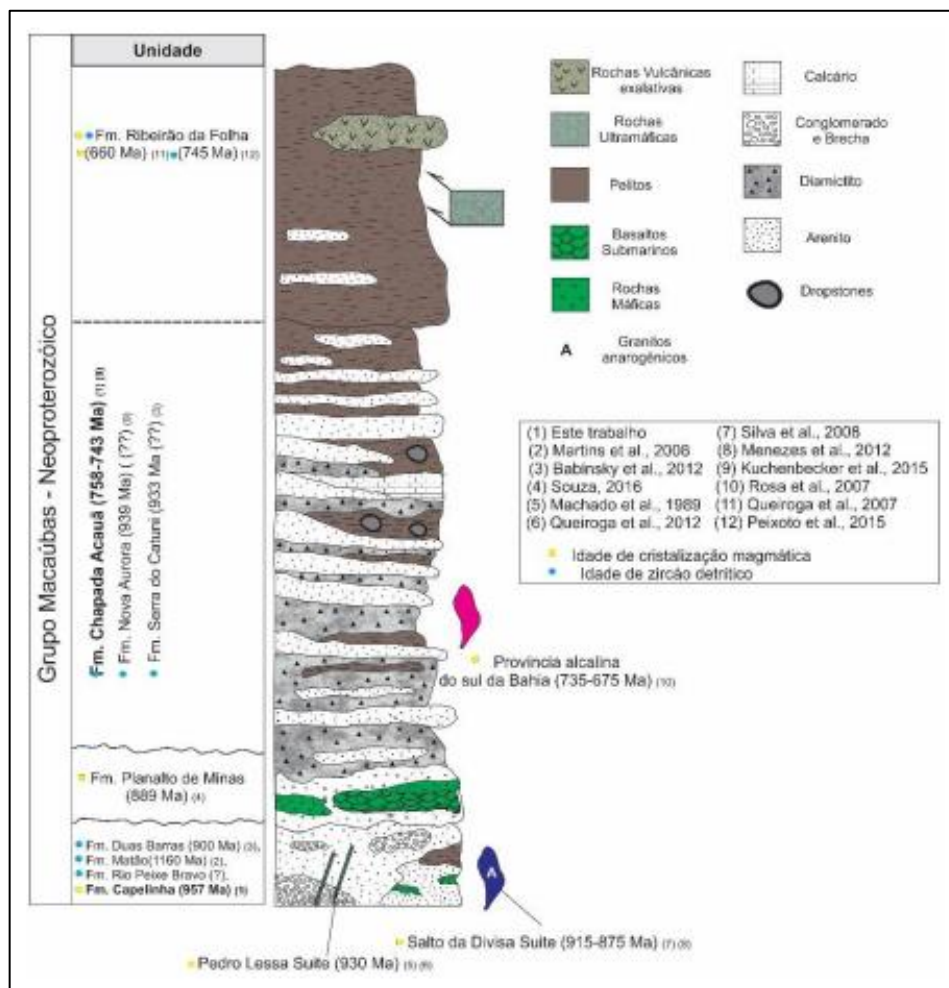 Unidade
Grupo Macaúbas - Neoproterozóico
Fm. Ribeirão da Folha
(660 Ma) (11) (745 Ma) (12)
Fm. Chapada Acauã (758-743 Ma) (1) (8)
Fm. Nova Aurora (939 Ma) ( (??) (9)
Fm. Serra do Catuni (933 Ma (??) (3)
Fm. Planalto de Minas
(889 Ma) (4)
Fm. Duas Barras (900 Ma) (3),
Fm. Matão(1160 Ma) (2),
Fm. Rio Peixe Bravo (?),
Fm. Capelinha (957 Ma)
Pedro Lessa Suite (930 Ma) (5) (6)
A
Salto da Divisa Suite (915-875 Ma) (7)
Província alcalina
do sul da Bahia (735-675 Ma) (10)
Rochas Vulcânicas
exalativas
Rochas
Ultramáficas
Pelitos
Basaltos
Submarinos
Rochas
Máficas
A
Granitos
anarogênicos
Calcário
Conglomerado
e Brecha
Diamictito
Arenito
Dropstones
(1) Este trabalho
(2) Martins et al., 2006
(3) Babinsky et al., 2012
(4) Souza, 2016
(5) Machado et al., 1989
(6) Queiroga et al., 2012
(7) Silva et al., 2008
(8) Menezes et al., 2012
(9) Kuchenbecker et al., 2015
(10) Rosa et al., 2007
(11) Queiroga et al., 2007
(12) Peixoto et al., 2015
Idade de cristalização magmática
Idade de zircão detrítico